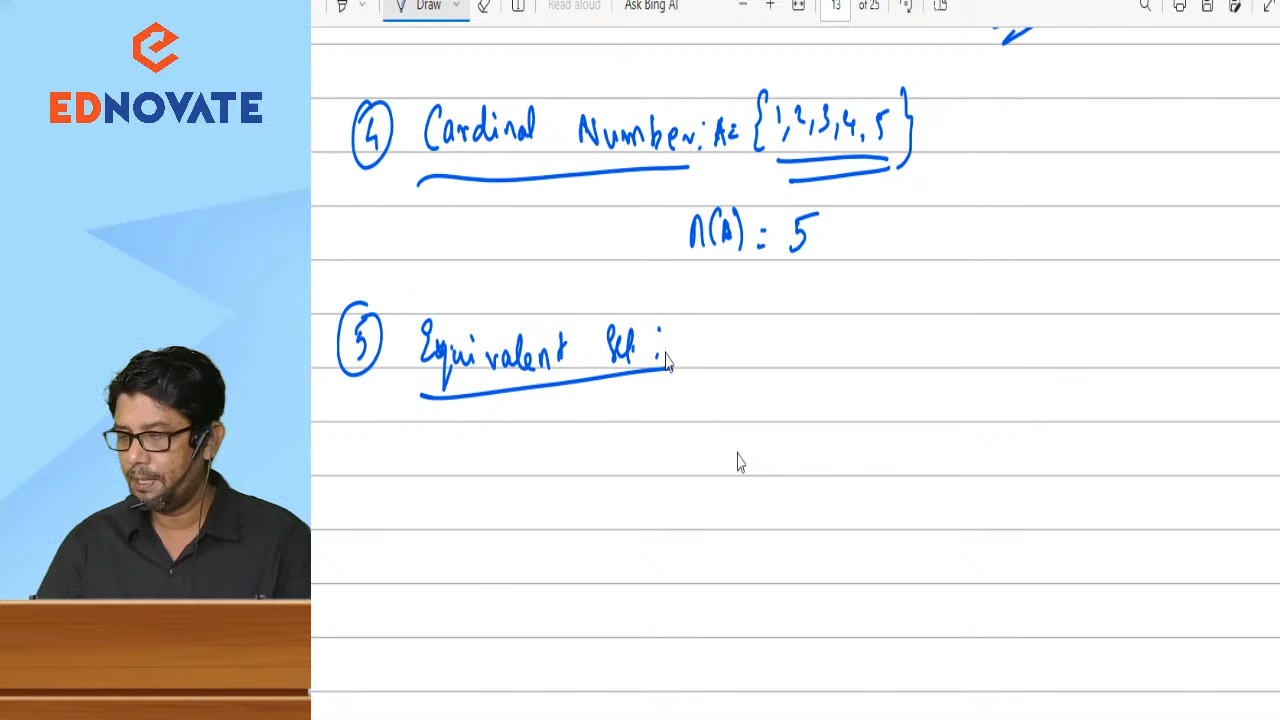 Draw
Read aloud
Ask Bing AI
13 of 25
EDNOVATE
④ Cardinal Number: A= {1,2,3,4,5}
n(A) = 5
⑤ Equivalent Set :